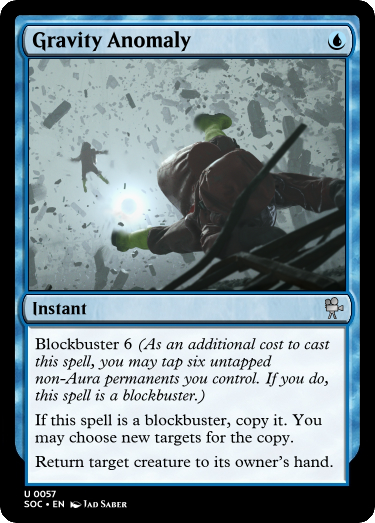 Gravity Anomaly
Instant
Blockbuster 6 (As an additional cost to cast
this spell, you may tap six untapped
non-Aura permanents you control. If you do,
this spell is a blockbuster.)
If this spell is a blockbuster, copy it. You
may choose new targets for the copy.
Return target creature to its owner's hand.
U 0057
SOC • EN Jad Saber